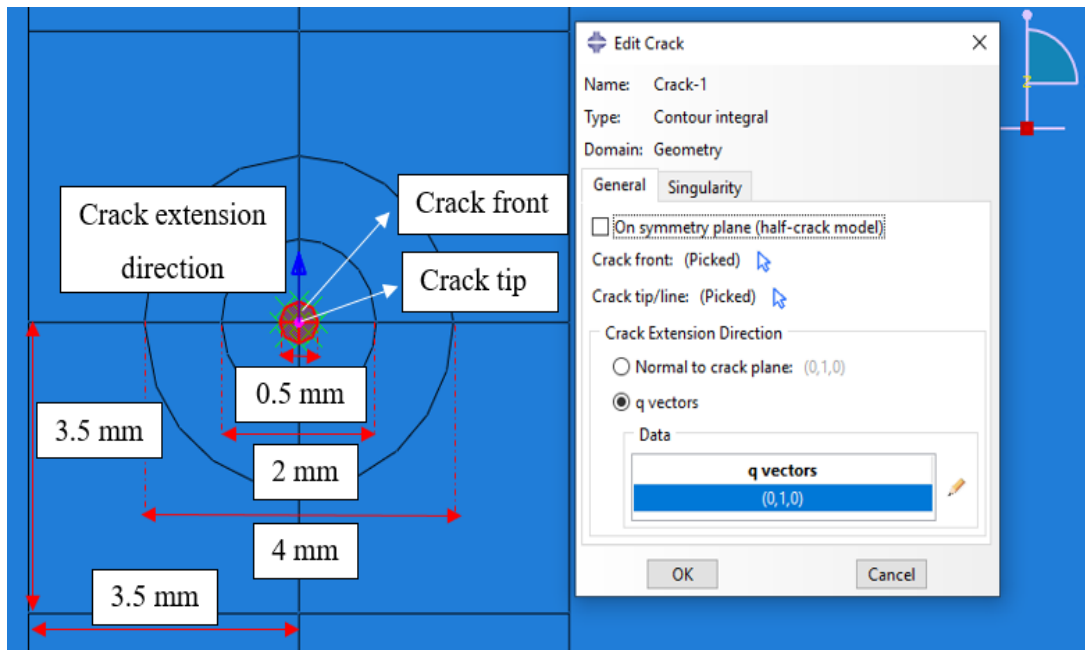 Crack extension
direction
Crack front
Crack tip
0.5 mm
3.5 mm
2 mm
4 mm
3.5 mm
Edit Crack
Name: Crack-1
Type: Contour integral
Domain: Geometry
General Singularity
On symmetry plane (half-crack model)
Crack front: (Picked)
Crack tip/line: (Picked)
Crack Extension Direction
Normal to crack plane: (0,1,0)
q vectors
Data
q vectors
(0,1,0)
OK Cancel
Z